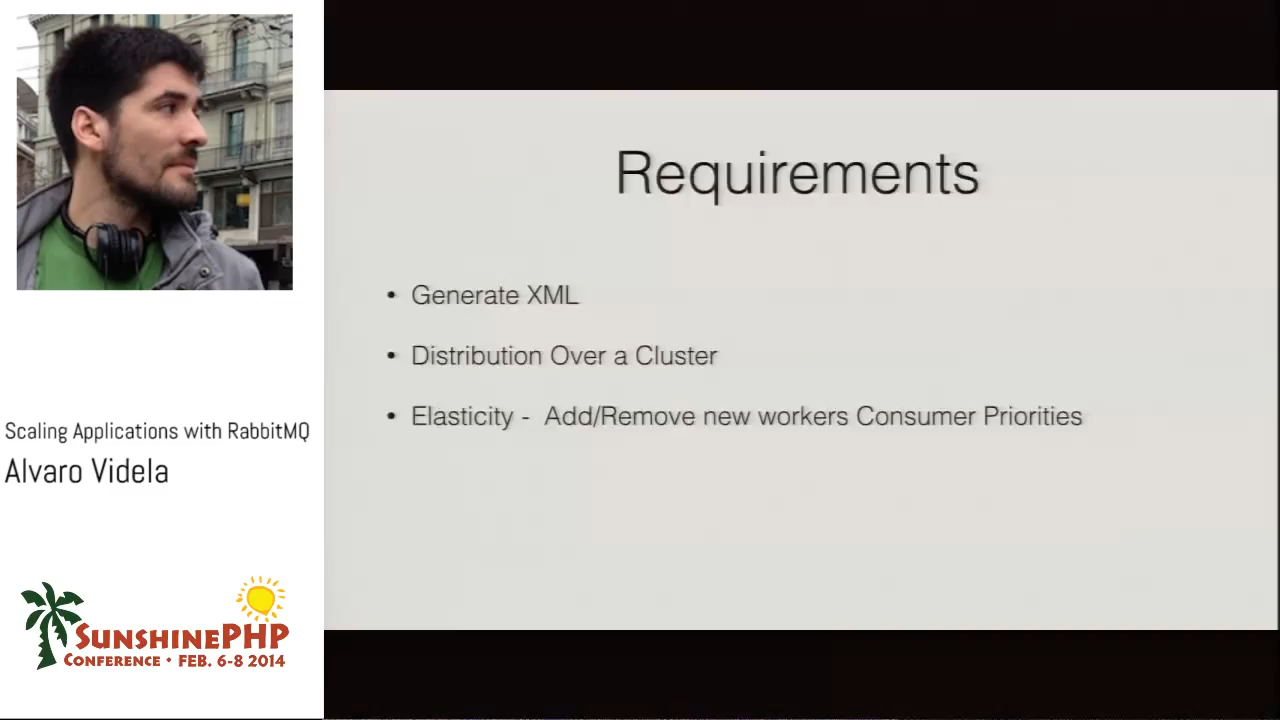 Scaling Applications with RabbitMQ
Alvaro Videla
SUNSHINEPHP
CONFERENCE • FEB. 6-8 2014
Requirements
• Generate XML
• Distribution Over a Cluster
• Elasticity - Add/Remove new workers Consumer Priorities